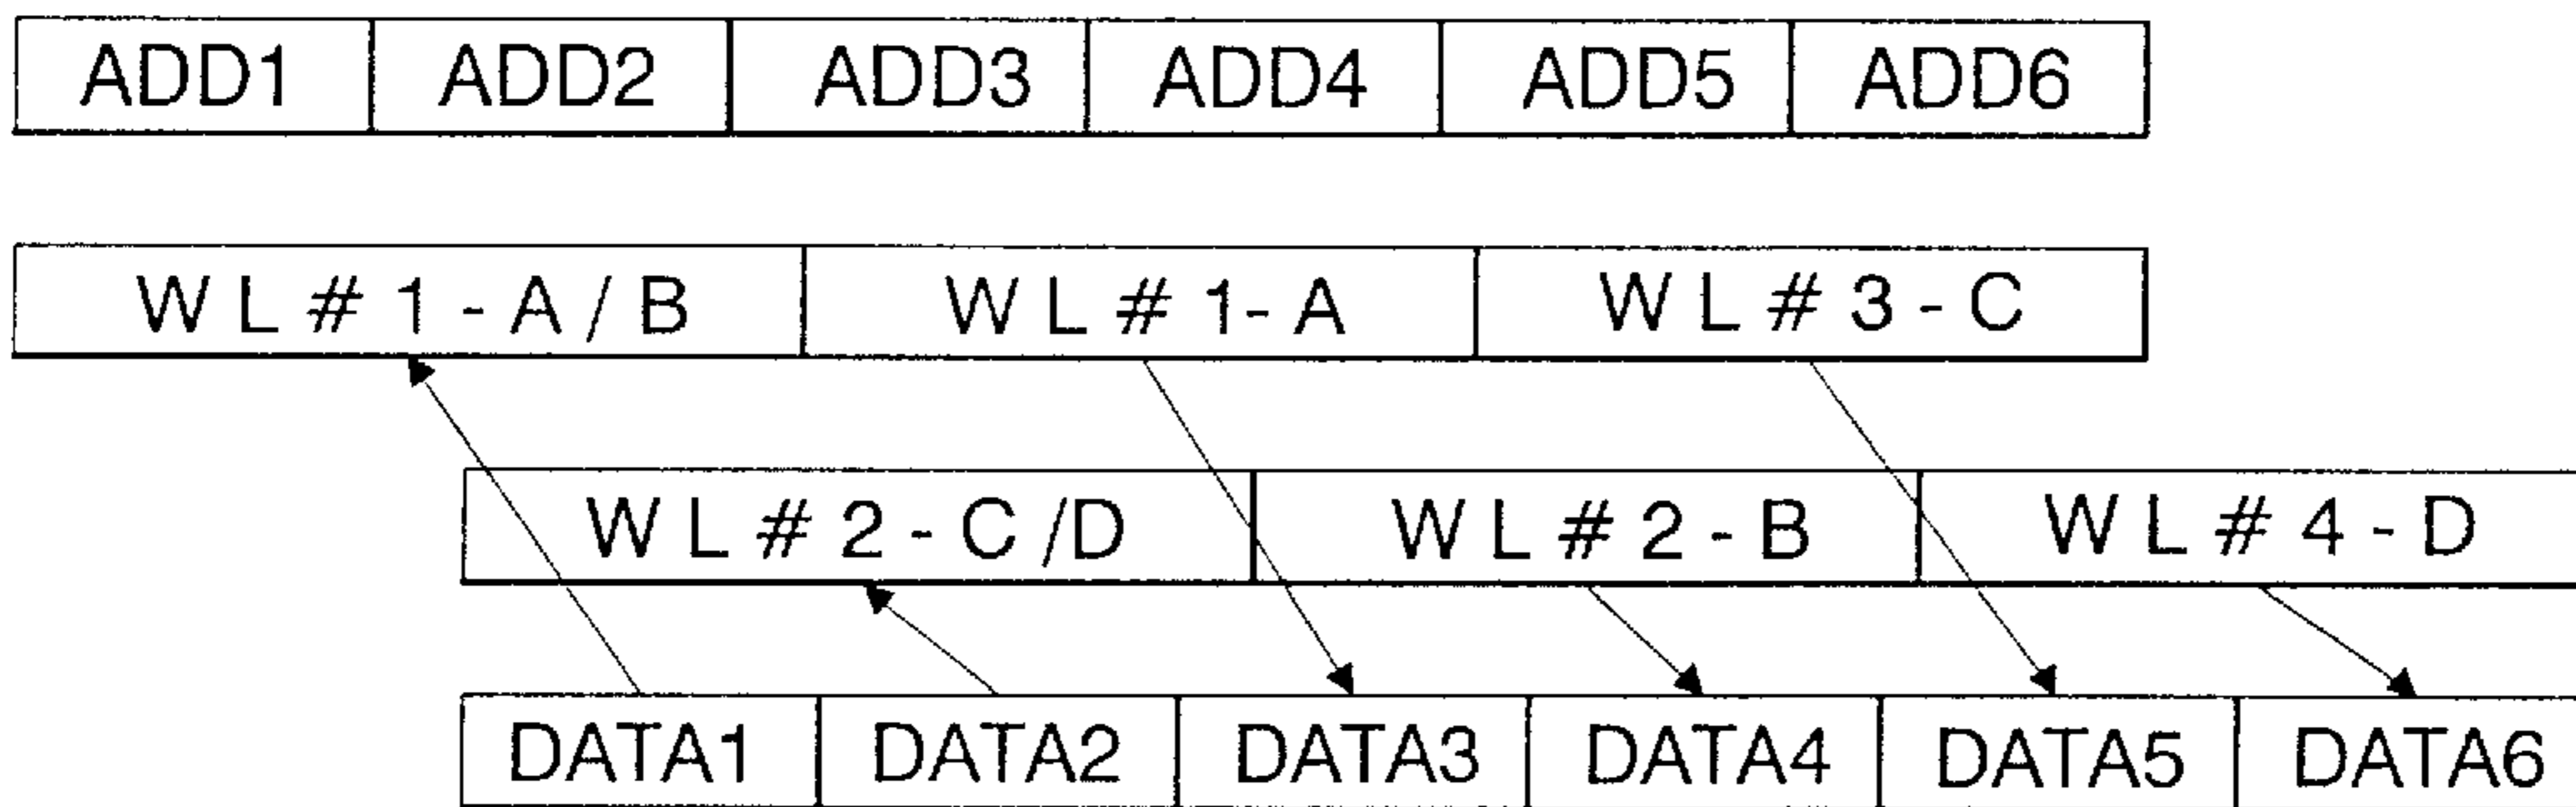 ADD1 ADD2 ADD3 ADD4 ADD5 ADD6
WL#1-A/B WL#1-A WL#3-C
WL#2-C/D WL#2-B WL#4-D
DATA1 DATA2 DATA3 DATA4 DATA5 DATA6